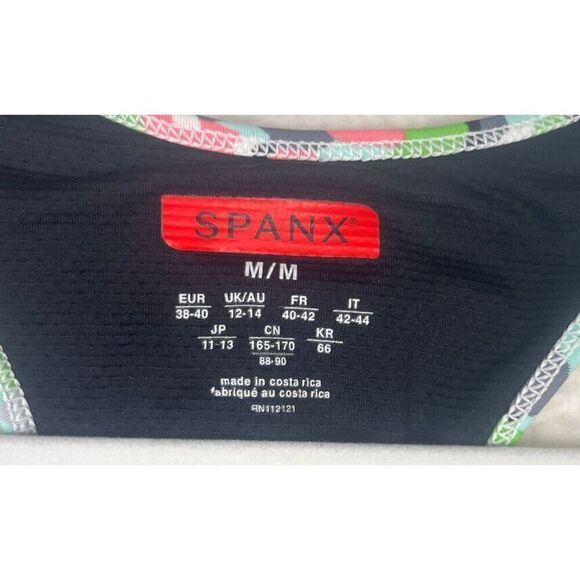 SPANX®
M/M
EUR UK/AU FR IT
38-40 12-14 40-42 42-44
JP CN KR
11-13 165-170 66
88-90
made in costa rica
fabriqué au costa rica
RN112121